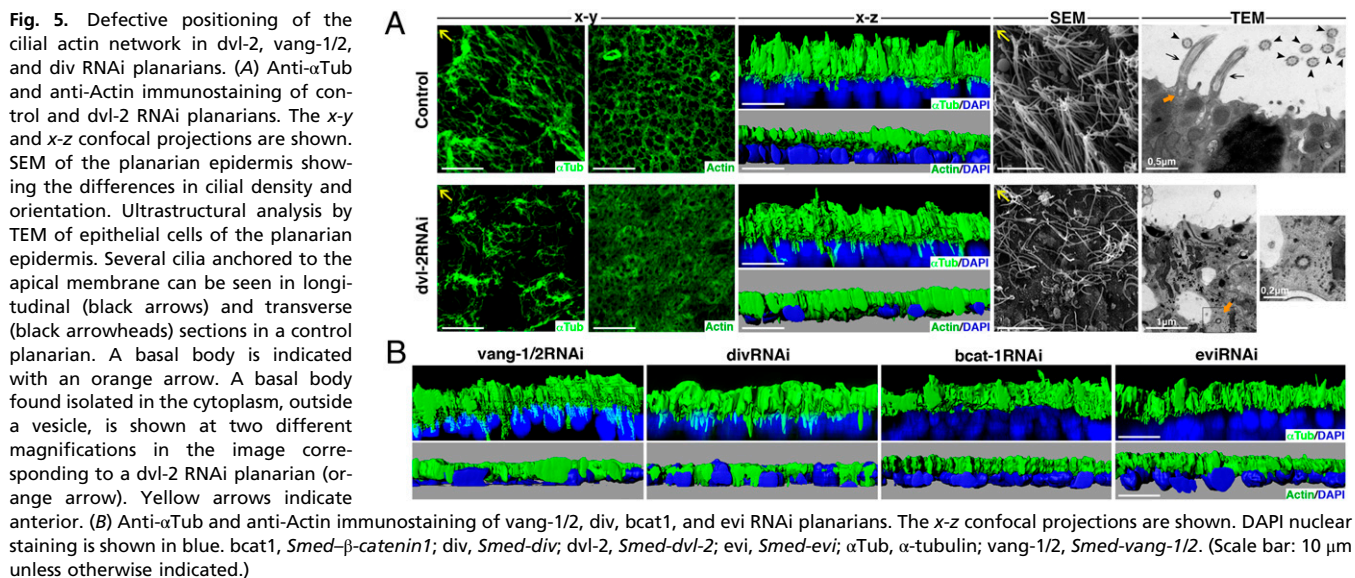 Fig. 5. Defective positioning of the
cilial actin network in dvl-2, vang-1/2,
and div RNAi planarians. (A) Anti-αTub
and anti-Actin immunostaining of con-
trol and dvl-2 RNAi planarians. The x-y
and x-z confocal projections are shown.
SEM of the planarian epidermis show-
ing the differences in cilial density and
orientation. Ultrastructural analysis by
TEM of epithelial cells of the planarian
epidermis. Several cilia anchored to the
apical membrane can be seen in longi-
tudinal (black arrows) and transverse
(black arrowheads) sections in a control
planarian. A basal body is indicated
with an orange arrow. A basal body
found isolated in the cytoplasm, outside
a vesicle, is shown at two different
magnifications in the image corre-
sponding to a dvl-2 RNAi planarian (or-
ange arrow). Yellow arrows indicate
anterior. (B) Anti-αTub and anti-Actin immunostaining of vang-1/2, div, bcat1, and evi RNAi planarians. The x-z confocal projections are shown. DAPI nuclear
staining is shown in blue. bcat1, Smed–β-catenin1; div, Smed-div; dvl-2, Smed-dvl-2; evi, Smed-evi; αTub, α-tubulin; vang-1/2, Smed-vang-1/2. (Scale bar: 10 μm
unless otherwise indicated.)
A
x-y
x-z
SEM
TEM
Control
αTub
Actin
αTub/DAPI
Actin/DAPI
0,5µm
dvl-2RNAi
αTub
Actin
αTub/DAPI
Actin/DAPI
1µm
0,2µm
B
vang-1/2RNAi
divRNAi
bcat-1RNAi
eviRNAi
αTub/DAPI
Actin/DAPI